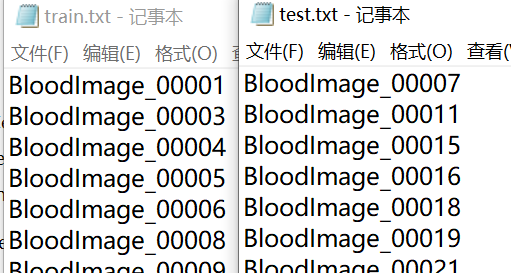 train.txt - 记事本
文件(F) 编辑(E) 格式(O)
BloodImage_00001
BloodImage_00003
BloodImage_00004
BloodImage_00005
BloodImage_00006
BloodImage_00008
BloodImage_00009
test.txt - 记事本
文件(F) 编辑(E) 格式(O) 查看(V
BloodImage_00007
BloodImage_00011
BloodImage_00015
BloodImage_00016
BloodImage_00018
BloodImage_00019
BloodImage_00021